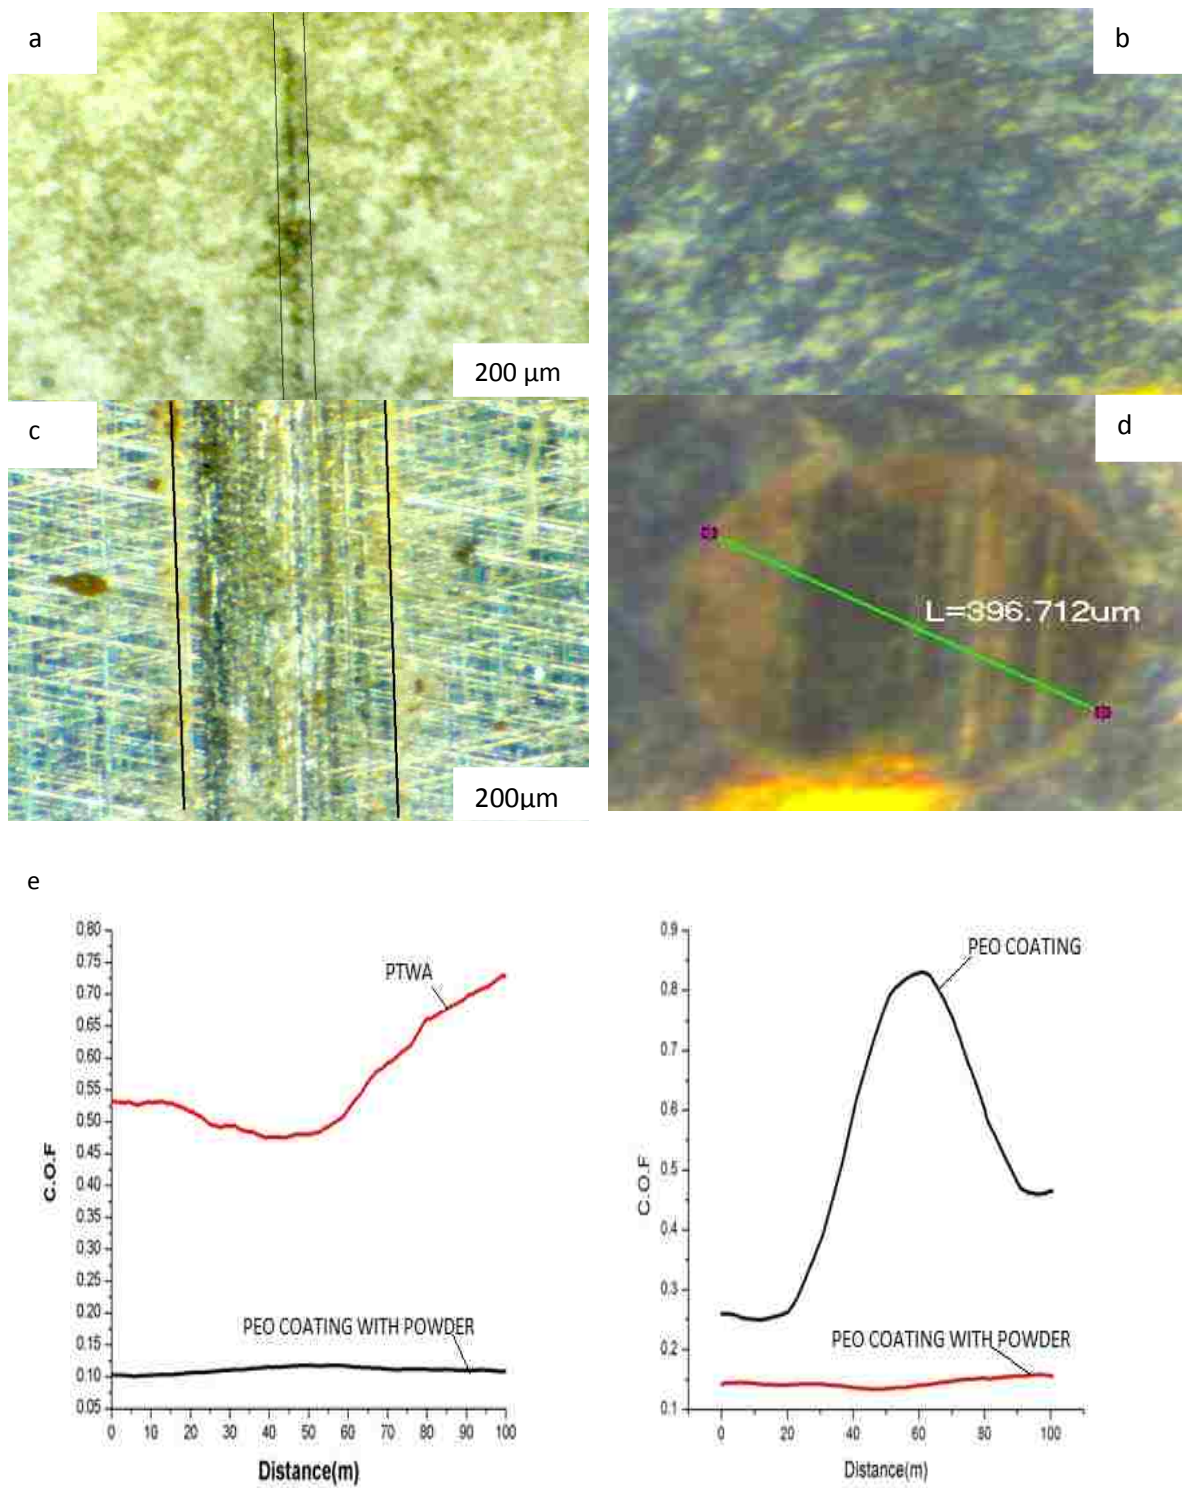 a
b
200 µm
c
d
L=396.712um
200µm
e
0.80
0.75
0.70
0.65
0.60
0.55
0.50
0.45
0.40
0.35
0.30
0.25
0.20
0.15
0.10
0.05
C.O.F
PTWA
PEO COATING WITH POWDER
0 10 20 30 40 50 60 70 80 90 100
Distance(m)
0.9
0.8
0.7
0.6
0.5
0.4
0.3
0.2
0.1
C.O.F
PEO COATING
PEO COATING WITH POWDER
0 20 40 60 80 100
Distance(m)